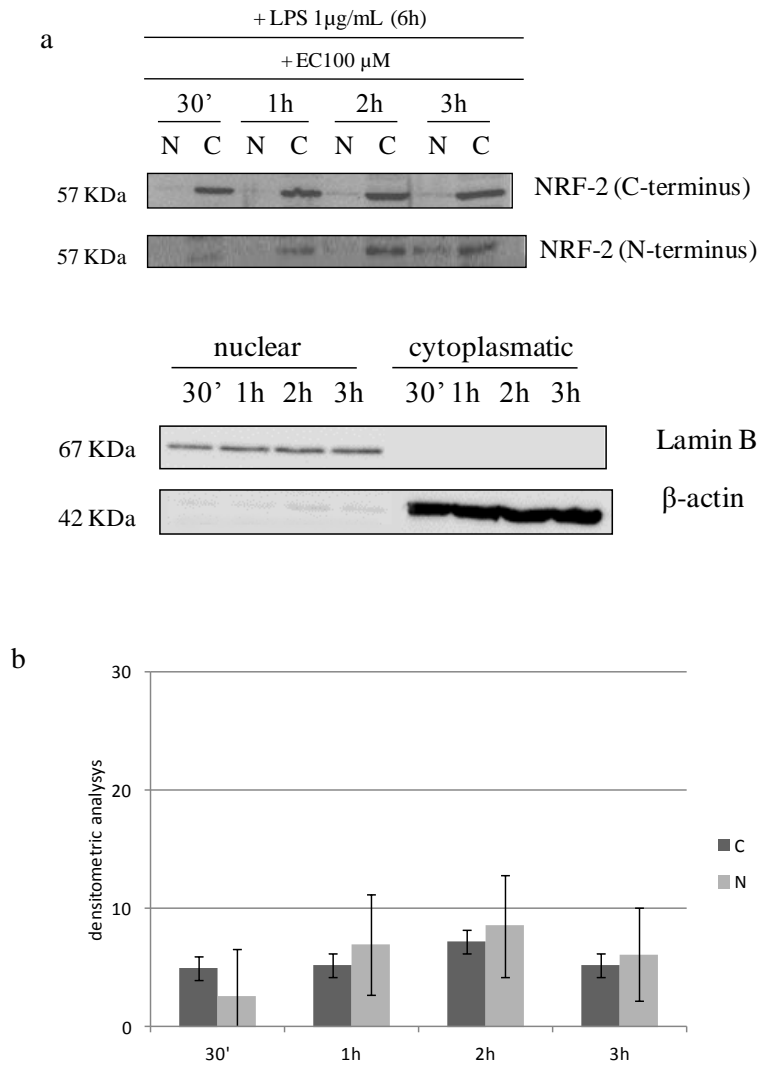 a
+ LPS 1µg/mL (6h)
+ EC100 µM
30’ 1h 2h 3h
N C N C N C N C
57 KDa NRF-2 (C-terminus)
57 KDa NRF-2 (N-terminus)
nuclear cytoplasmatic
30’ 1h 2h 3h 30’ 1h 2h 3h
67 KDa Lamin B
42 KDa β-actin
b
30
20
10
0
densitometric analysys
30' 1h 2h 3h
C
N